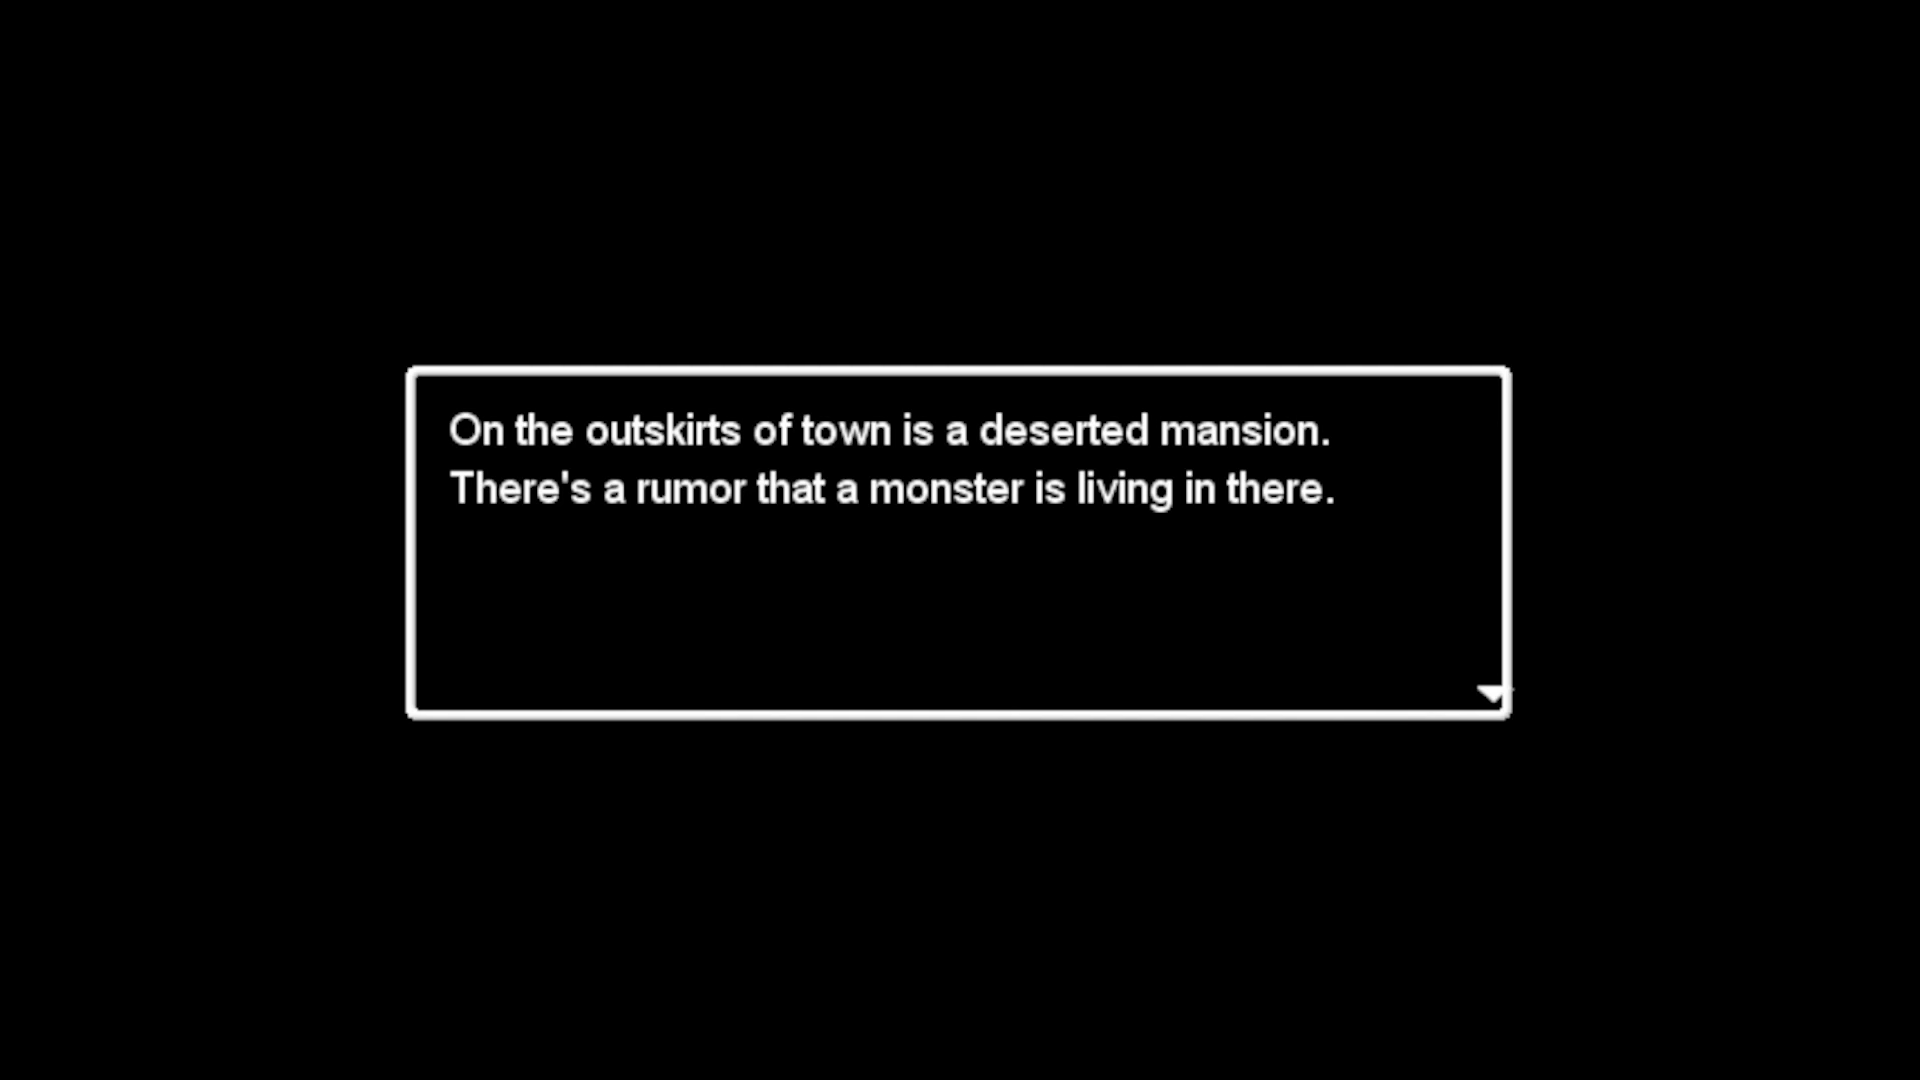 On the outskirts of town is a deserted mansion.
There's a rumor that a monster is living in there.